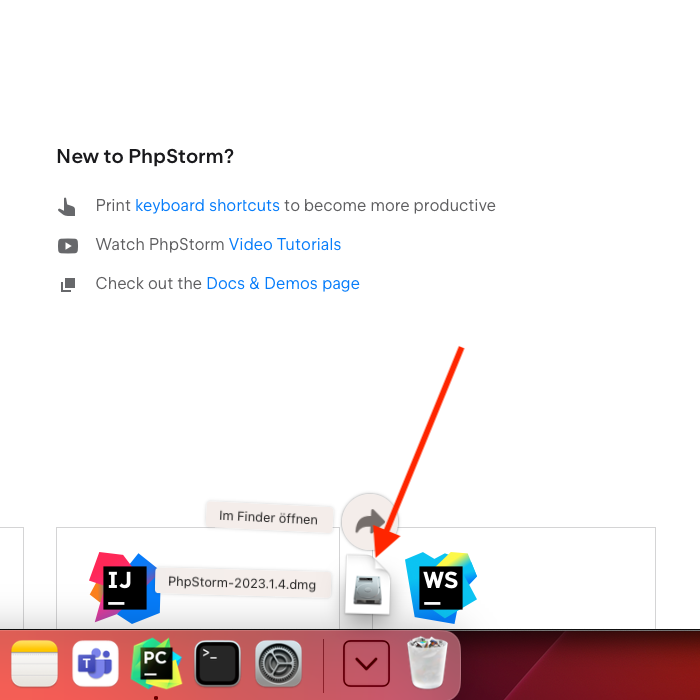 New to PhpStorm?
Print keyboard shortcuts to become more productive
Watch PhpStorm Video Tutorials
Check out the Docs & Demos page
Im Finder öffnen
IJ
PhpStorm-2023.1.4.dmg
WS
T
PC
>_